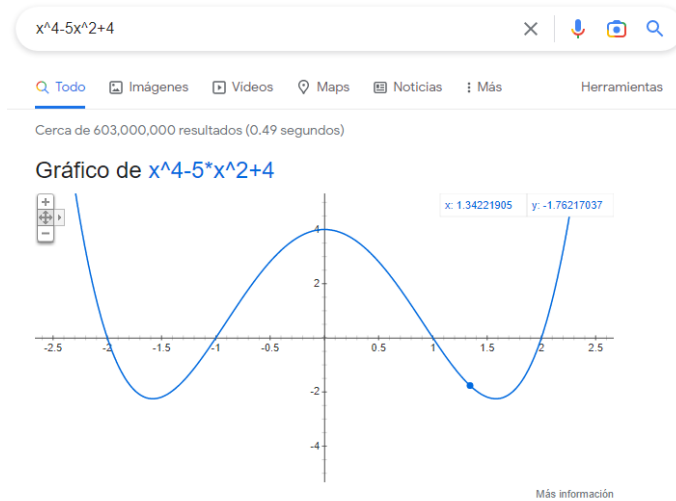 x^4-5x^2+4
Todo Imágenes Vídeos Maps Noticias Más Herramientas
Cerca de 603,000,000 resultados (0.49 segundos)
Gráfico de x^4-5*x^2+4
x: 1.34221905 y: -1.76217037
4
2
-2.5 -2 -1.5 -1 -0.5 0.5 1 1.5 2 2.5
-2
-4
Más información